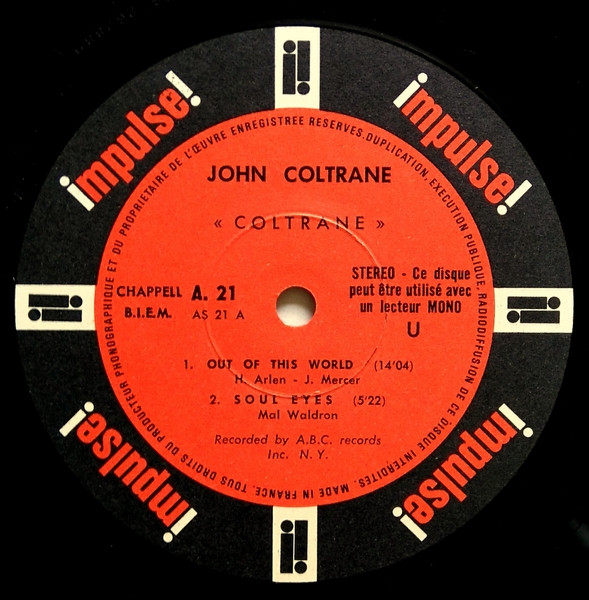 impulse!
impulse!
TOUS DROITS DU PRODUCTEUR PHONOGRAPHIQUE ET DU PROPRIETAIRE DE L'ŒUVRE ENREGISTREE RESERVES. DUPLICATION, EXECUTION PUBLIQUE, RADIODIFFUSION DE CE DISQUE INTERDITES. MADE IN FRANCE.
JOHN COLTRANE
« COLTRANE »
CHAPPELL A. 21
B.I.E.M. AS 21 A
STEREO - Ce disque
peut être utilisé avec
un lecteur MONO
U
1. OUT OF THIS WORLD (14'04)
H. Arlen - J. Mercer
2. SOUL EYES (5'22)
Mal Waldron
Recorded by A.B.C. records
Inc. N. Y.
impulse!
impulse!